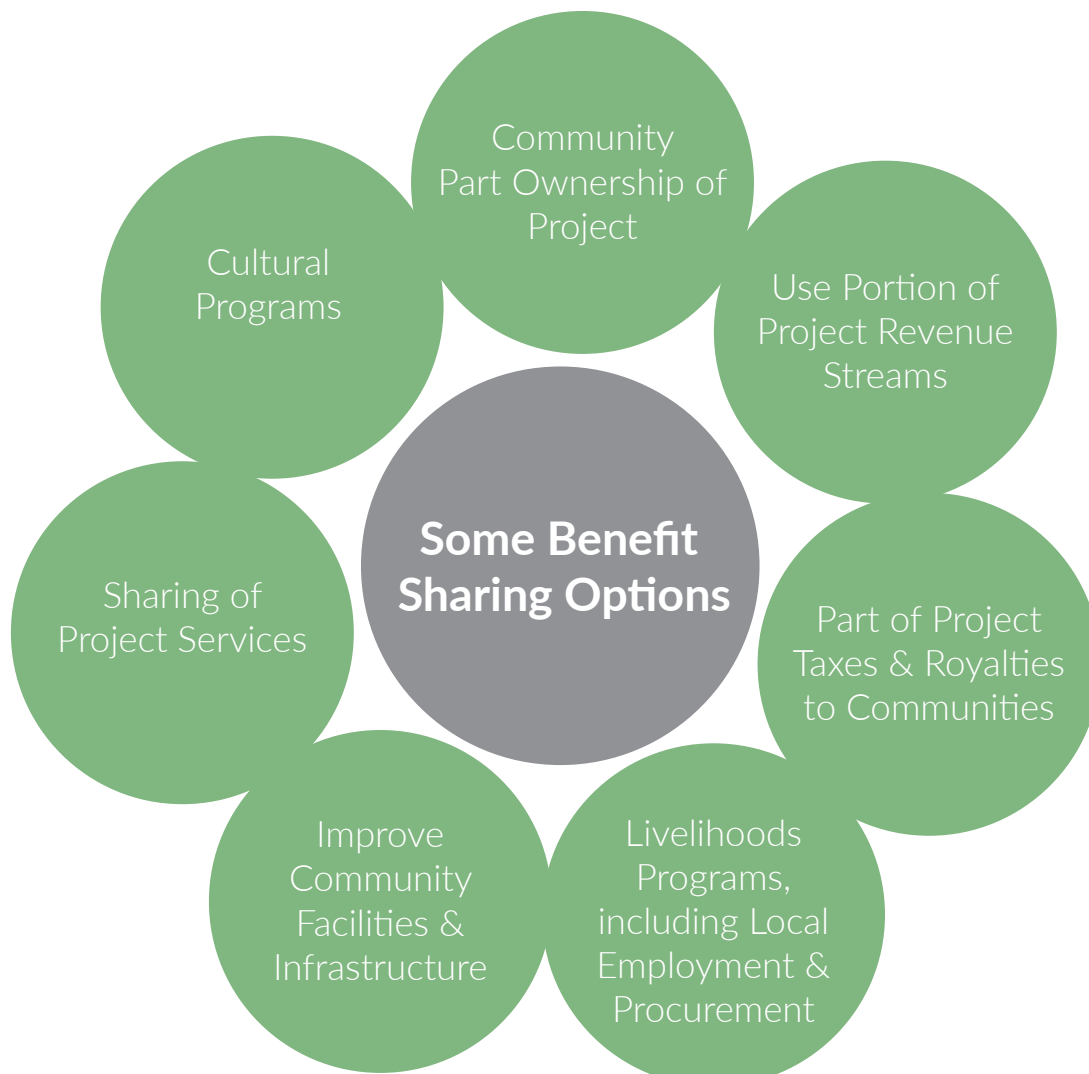 Community
Part Ownership of
Project
Use Portion of
Project Revenue
Streams
Part of Project
Taxes & Royalties
to Communities
Livelihoods
Programs,
including Local
Employment &
Procurement
Improve
Community
Facilities &
Infrastructure
Sharing of
Project Services
Cultural
Programs
Some Benefit
Sharing Options